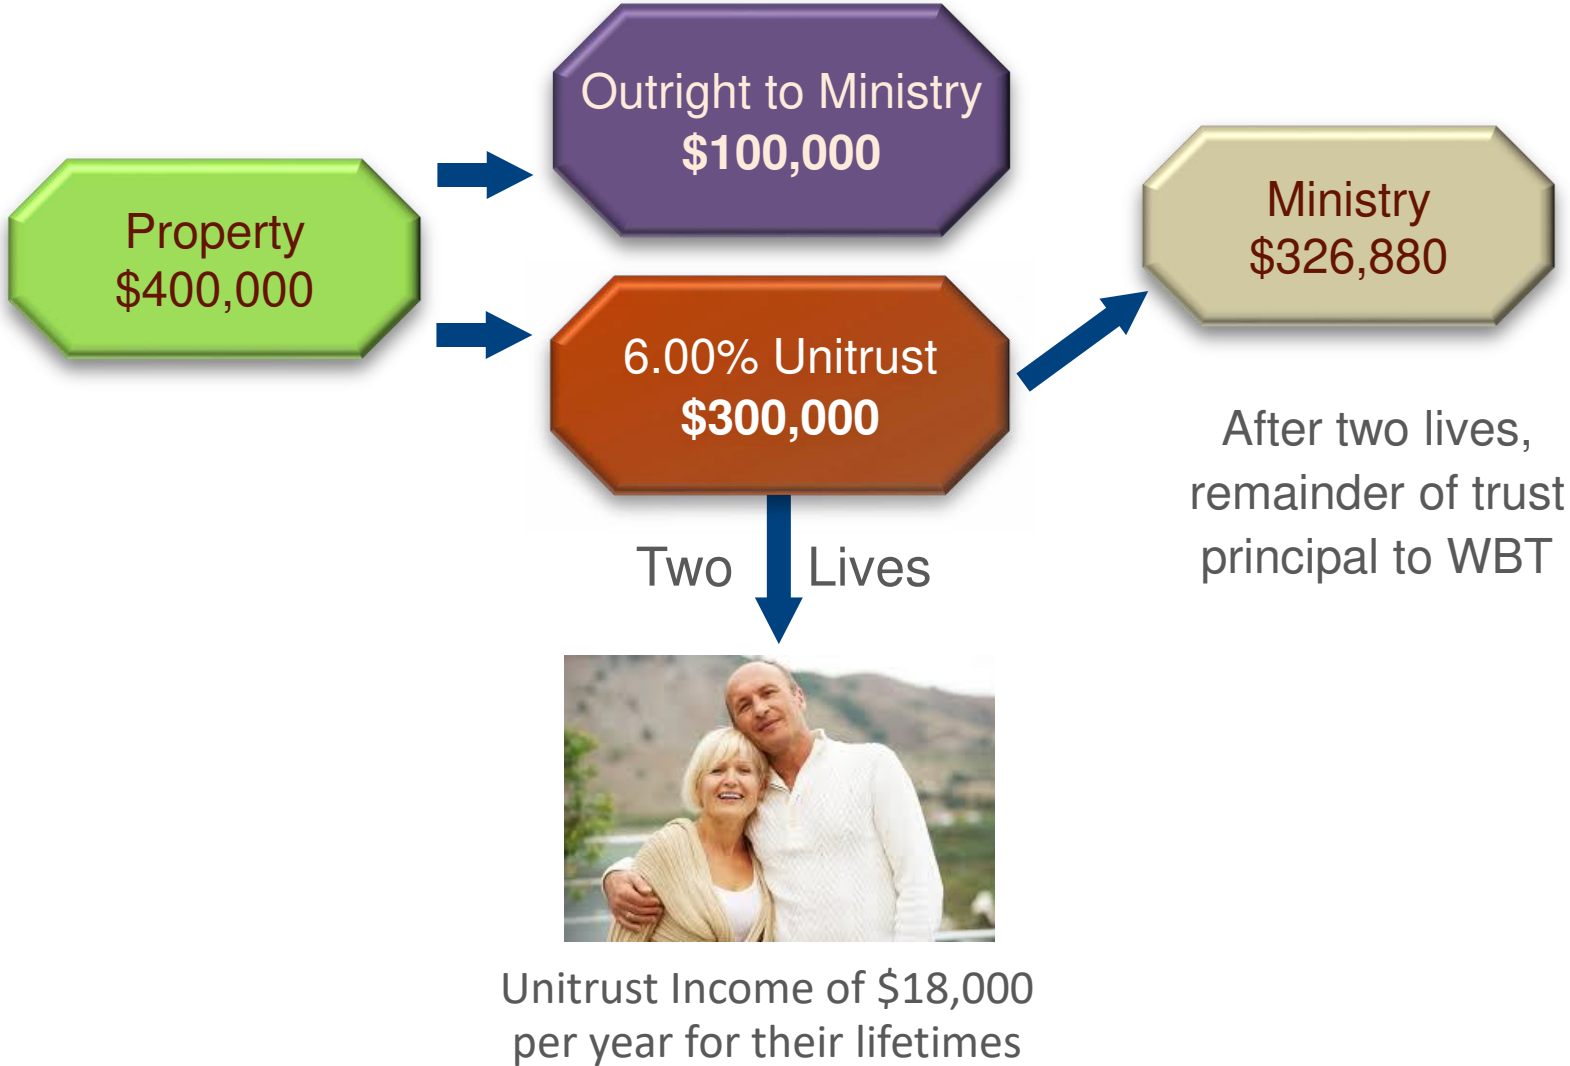 Outright to Ministry
$100,000
Property
$400,000
6.00% Unitrust
$300,000
Ministry
$326,880
After two lives,
remainder of trust
principal to WBT
Two Lives
Unitrust Income of $18,000
per year for their lifetimes